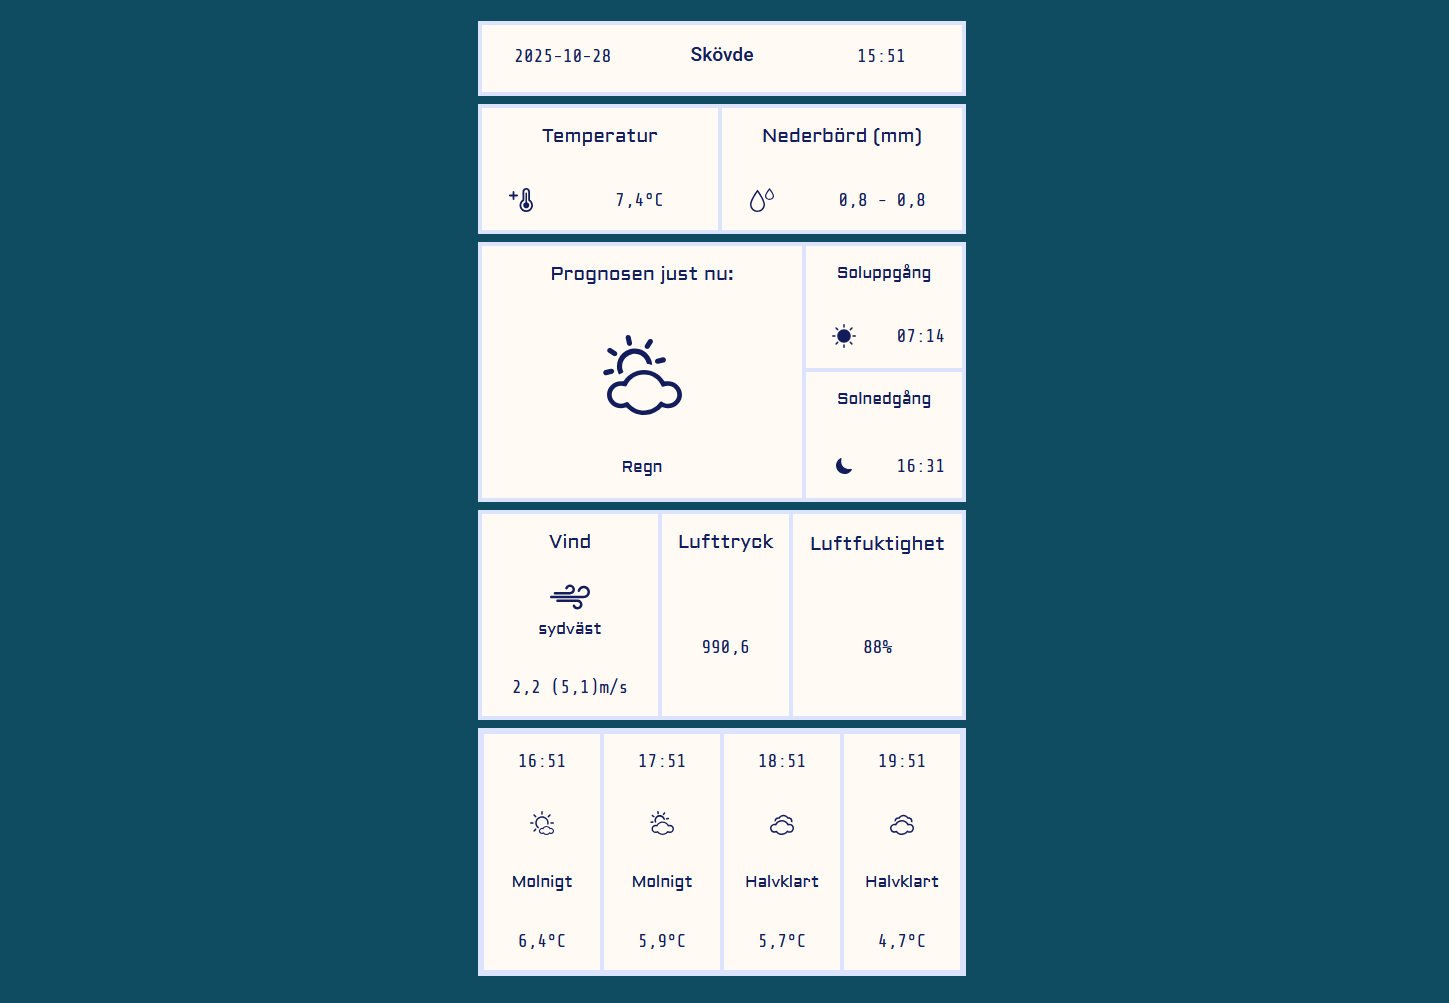 2025-10-28 Skövde 15:51
Temperatur Nederbörd (mm)
7,4°C 0,8 - 0,8
Prognosen just nu:
Regn
Soluppgång
07:14
Solnedgång
16:31
Vind
sydväst
2,2 (5,1)m/s
Lufttryck
990,6
Luftfuktighet
88%
16:51 17:51 18:51 19:51
Molnigt Molnigt Halvklart Halvklart
6,4°C 5,9°C 5,7°C 4,7°C